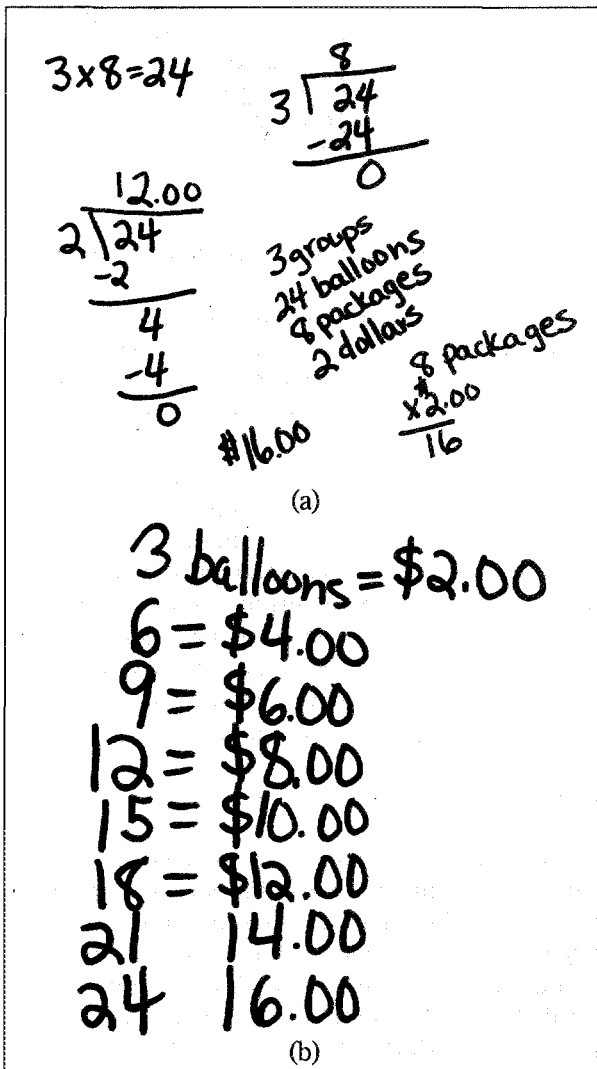 3x8=24
8
3 24
-24
0
12.00
2 24
-2
4
-4
0
3 groups
24 balloons
8 packages
2 dollars
8 packages
x$2.00
16
$16.00
(a)
3 balloons = $2.00
6 = $4.00
9 = $6.00
12 = $8.00
15 = $10.00
18 = $12.00
21 14.00
24 16.00
(b)